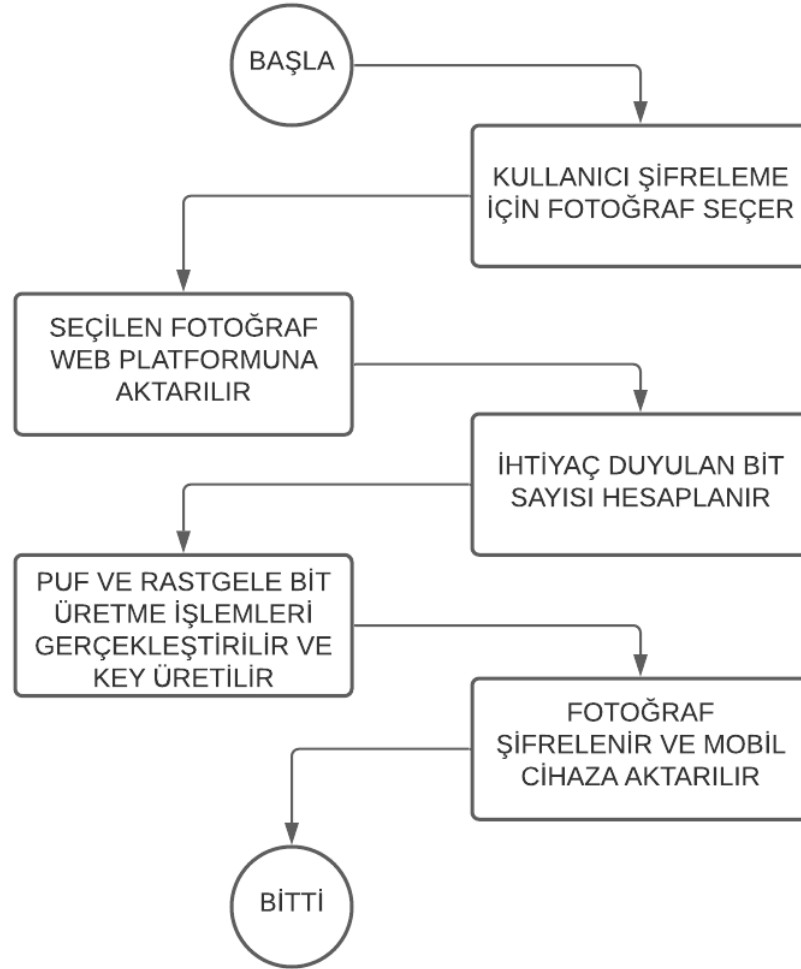 BAŞLA
KULLANICI ŞİFRELEME
İÇİN FOTOĞRAF SEÇER
SEÇİLEN FOTOĞRAF
WEB PLATFORMUNA
AKTARILIR
İHTİYAÇ DUYULAN BİT
SAYISI HESAPLANIR
PUF VE RASTGELE BİT
ÜRETME İŞLEMLERİ
GERÇEKLEŞTİRİLİR VE
KEY ÜRETİLİR
FOTOĞRAF
ŞİFRELENİR VE MOBİL
CİHAZA AKTARILIR
BİTTİ